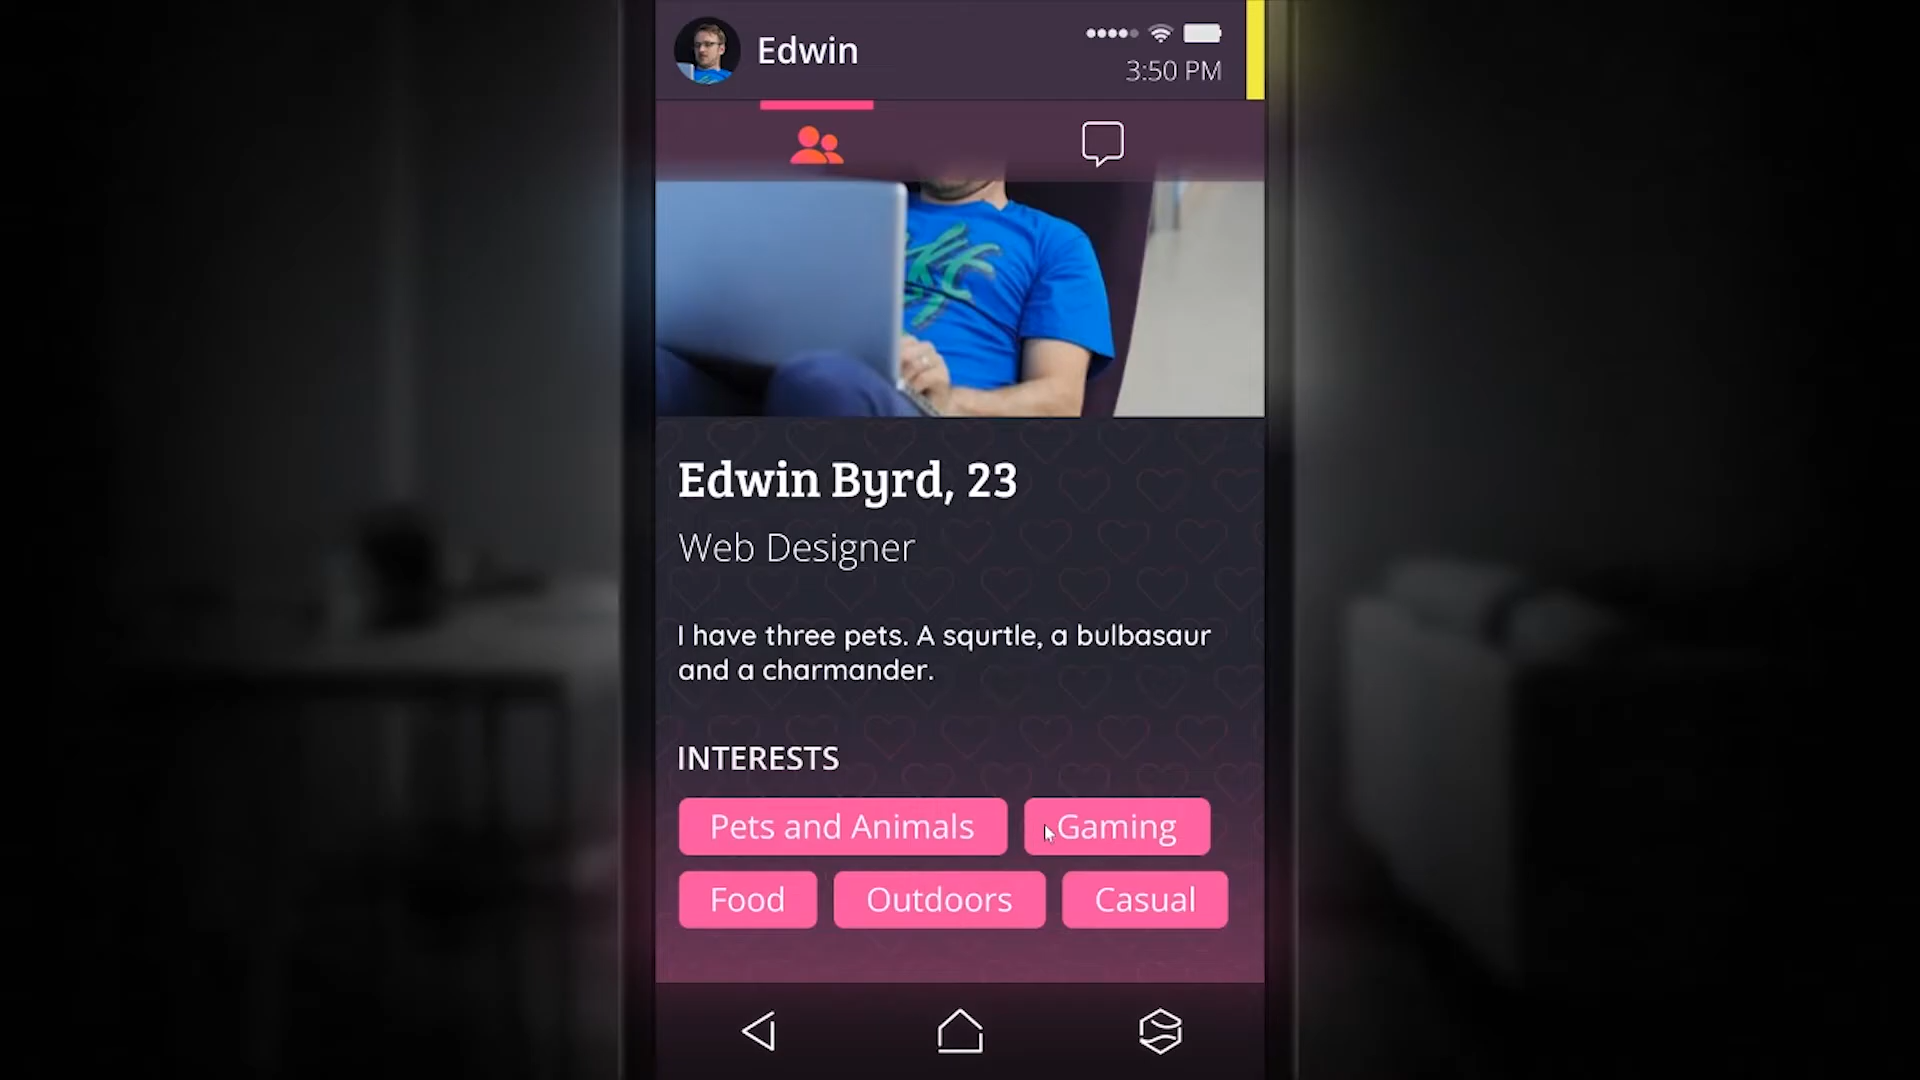 Edwin
3:50 PM
Edwin Byrd, 23
Web Designer
I have three pets. A squrtle, a bulbasaur
and a charmander.
INTERESTS
Pets and Animals
Gaming
Food
Outdoors
Casual